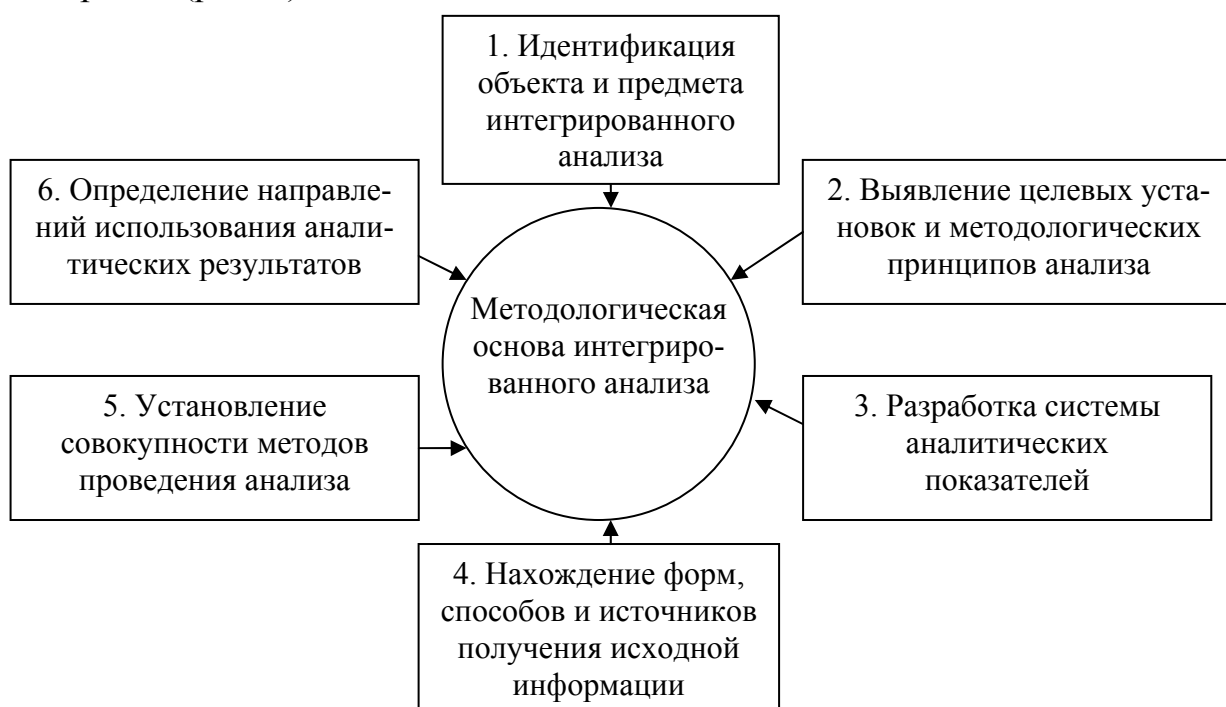 1. Идентификация
объекта и предмета
интегрированного
анализа
2. Выявление целевых уста-
новок и методологических
принципов анализа
3. Разработка системы
аналитических
показателей
4. Нахождение форм,
способов и источников
получения исходной
информации
5. Установление
совокупности методов
проведения анализа
6. Определение направле-
ний использования анали-
тических результатов
Методологическая
основа интегриро-
ванного анализа